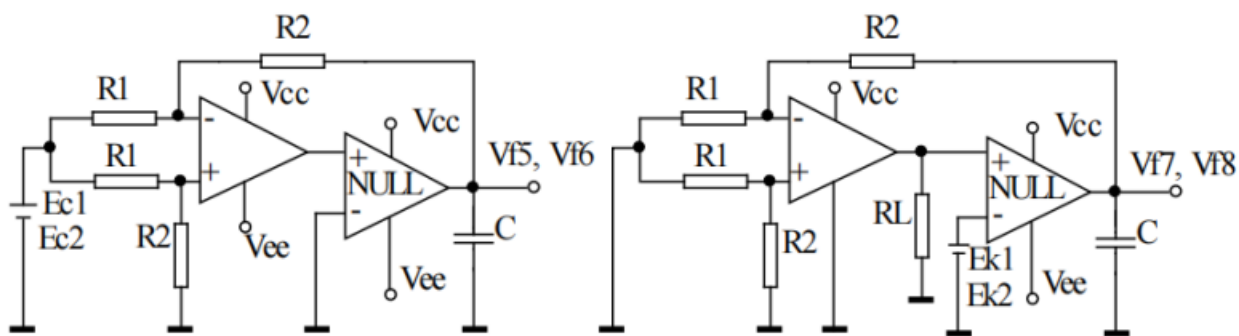 R2
R1
Vcc
-
Vcc
R1
+
+
NULL
-
Vf5, Vf6
Ec1
Ec2
R2
Vee
C
Vee
R2
R1
Vcc
-
Vcc
R1
+
+
NULL
-
Vf7, Vf8
RL
R2
Ek1
Ek2
Vee
C